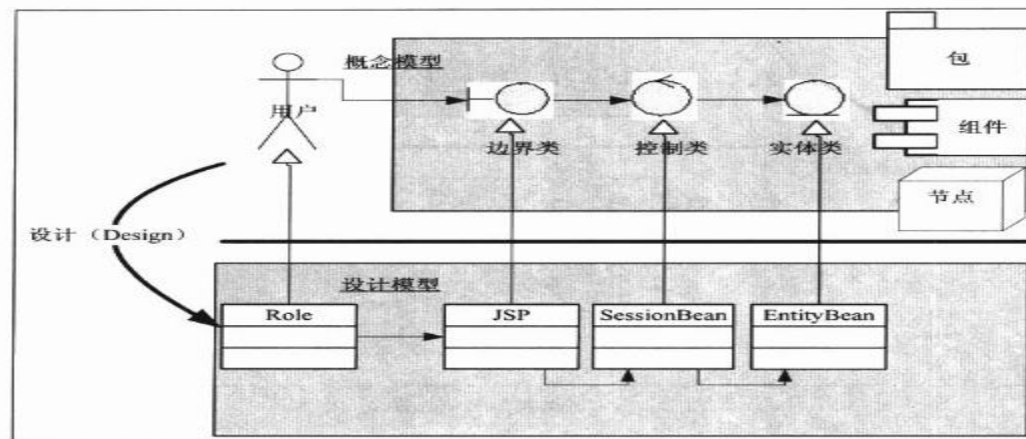 概念模型
包
用户
边界类
控制类
实体类
组件
节点
设计（Design）
设计模型
Role
JSP
SessionBean
EntityBean